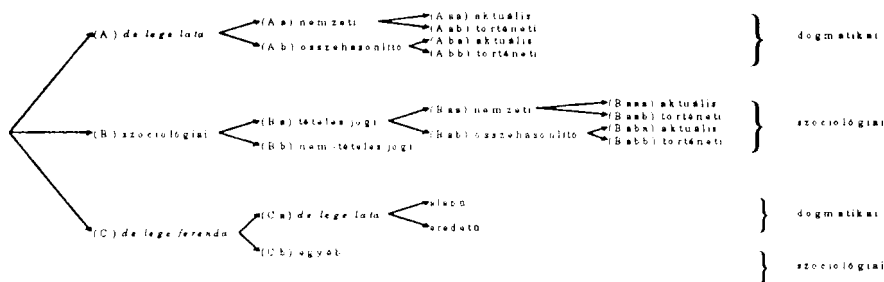 (Aaa) aktuális
(Aa) nemzeti
(Aab) történeti
(A) de lege lata
dogmatikai
(Ab) összehasonlító
(Aba) aktuális
(Abb) történeti
(Baaa) aktuális
(Baa) nemzeti
(Baab) történeti
(Ba) tételes jogi
(B) szociológiai
szociológiai
(Bab) összehasonlító
(Baba) aktuális
(Babb) történeti
(Bb) nem-tételes jogi
alapú
(Ca) de lege lata
dogmatikai
eredetű
(C) de lege ferenda
(Cb) egyéb
szociológiai